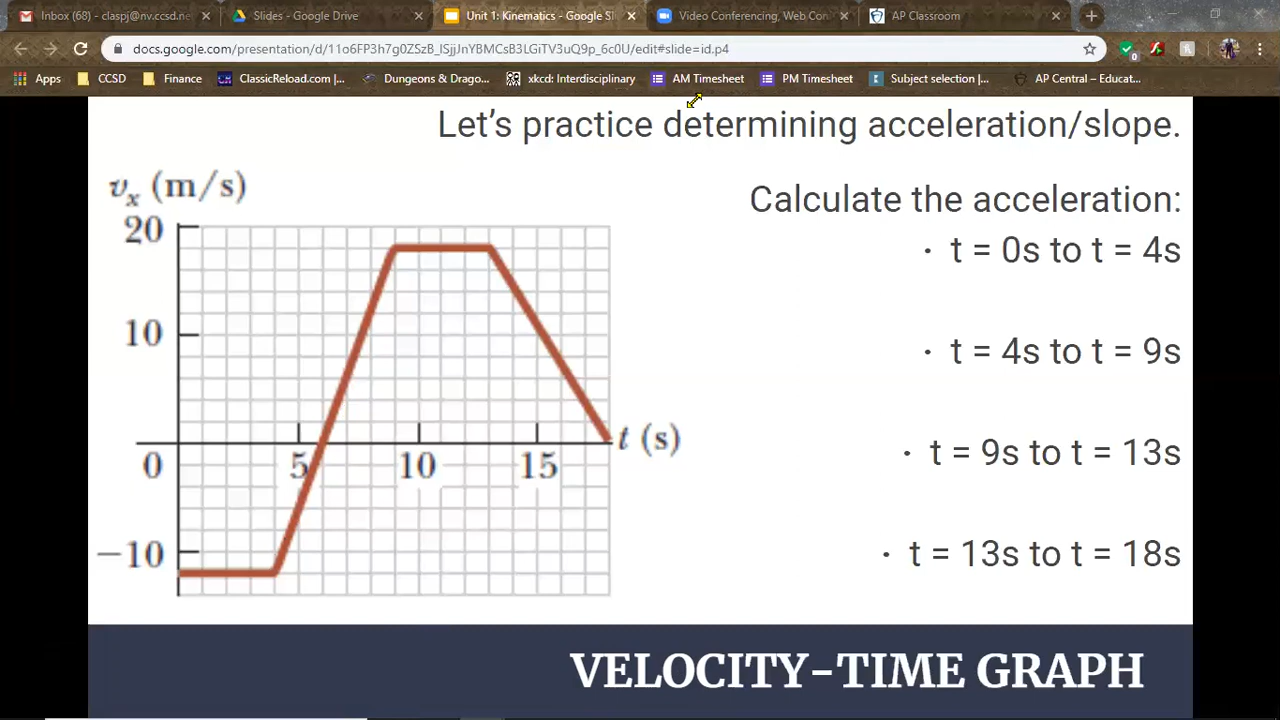 Inbox (68) - claspj@nv.ccsd.net
Slides - Google Drive
Unit 1: Kinematics - Google Sl
Video Conferencing, Web Con
AP Classroom
docs.google.com/presentation/d/11o6FP3h7g0ZSzB_lSjjJnYBMCsB3LGiTV3uQ9p_6c0U/edit#slide=id.p4
Apps
CCSD
Finance
ClassicReload.com |...
Dungeons & Drago...
xkcd: Interdisciplinary
AM Timesheet
PM Timesheet
Subject selection |...
AP Central – Educat...
Let's practice determining acceleration/slope.
vx (m/s)
20
10
0
−10
5
10
15
t (s)
Calculate the acceleration:
· t = 0s to t = 4s
· t = 4s to t = 9s
· t = 9s to t = 13s
· t = 13s to t = 18s
VELOCITY-TIME GRAPH